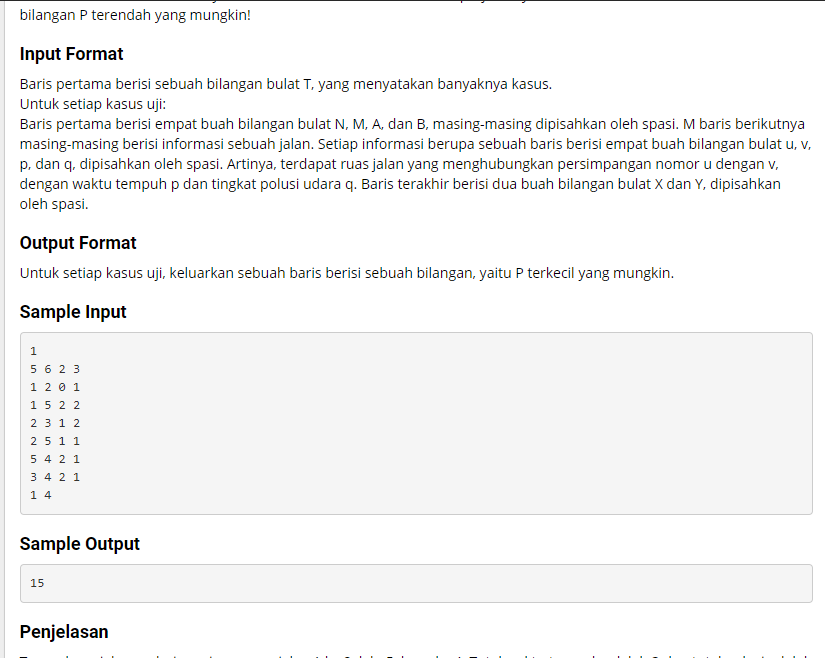 bilangan P terendah yang mungkin!
Input Format
Baris pertama berisi sebuah bilangan bulat T, yang menyatakan banyaknya kasus.
Untuk setiap kasus uji:
Baris pertama berisi empat buah bilangan bulat N, M, A, dan B, masing-masing dipisahkan oleh spasi. M baris berikutnya
masing-masing berisi informasi sebuah jalan. Setiap informasi berupa sebuah baris berisi empat buah bilangan bulat u, v,
p, dan q, dipisahkan oleh spasi. Artinya, terdapat ruas jalan yang menghubungkan persimpangan nomor u dengan v,
dengan waktu tempuh p dan tingkat polusi udara q. Baris terakhir berisi dua buah bilangan bulat X dan Y, dipisahkan
oleh spasi.
Output Format
Untuk setiap kasus uji, keluarkan sebuah baris berisi sebuah bilangan, yaitu P terkecil yang mungkin.
Sample Input
1
5 6 2 3
1 2 0 1
1 5 2 2
2 3 1 2
2 5 1 1
5 4 2 1
3 4 2 1
1 4
Sample Output
15
Penjelasan